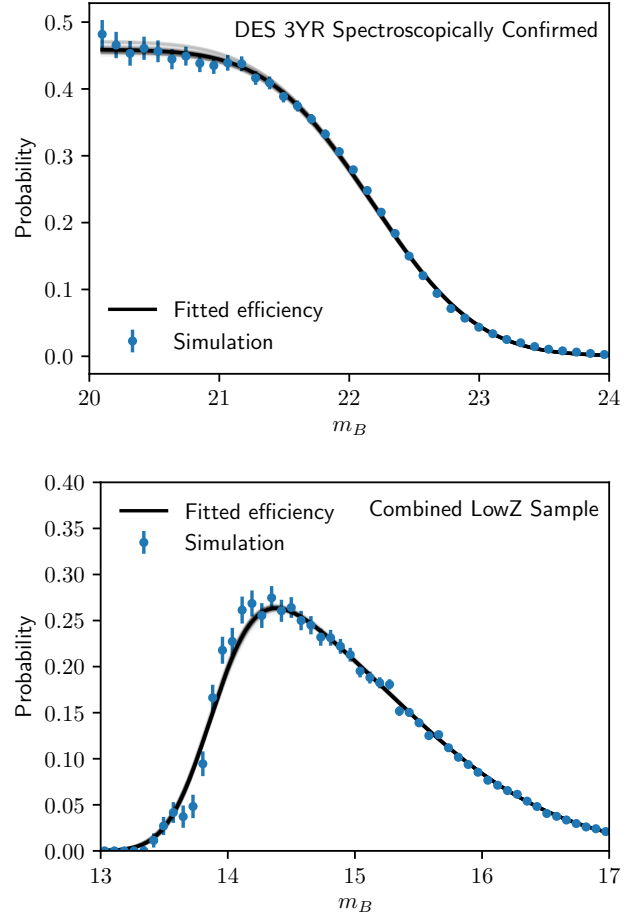 DES 3YR Spectroscopically Confirmed
0.5
0.4
0.3
0.2
0.1
0.0
Probability
Fitted efficiency
Simulation
20 21 22 23 24
m_B
Fitted efficiency
Simulation
Combined LowZ Sample
0.40
0.35
0.30
0.25
0.20
0.15
0.10
0.05
0.00
Probability
13 14 15 16 17
m_B